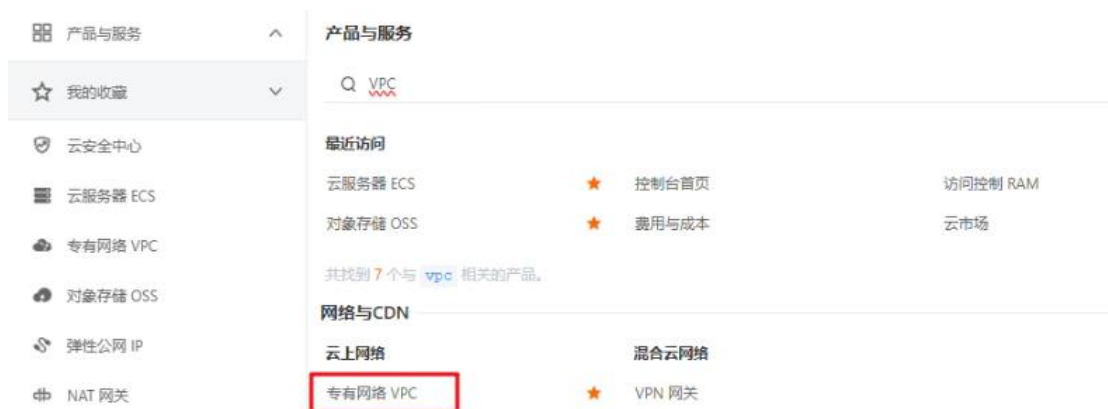 产品与服务
我的收藏
云安全中心
云服务器 ECS
专有网络 VPC
对象存储 OSS
弹性公网 IP
NAT 网关
产品与服务
VPC
最近访问
云服务器 ECS 控制台首页 访问控制 RAM
对象存储 OSS 费用与成本 云市场
共找到 7 个与 vpc 相关的产品。
网络与CDN
云上网络 混合云网络
专有网络 VPC VPN 网关